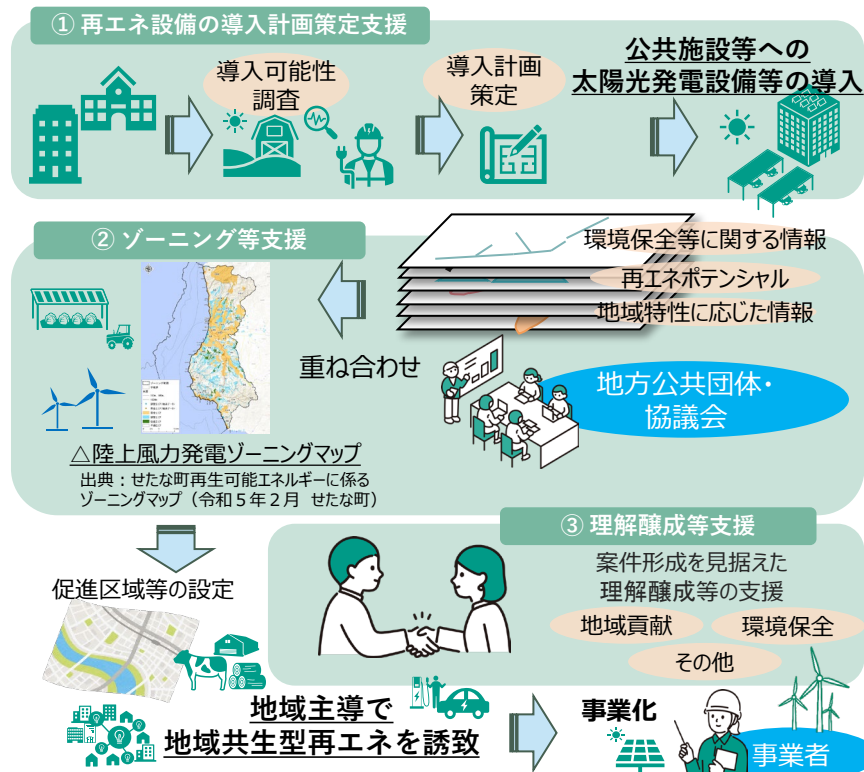 ① 再エネ設備の導入計画策定支援
導入可能性
調査
導入計画
策定
公共施設等への
太陽光発電設備等の導入
② ゾーニング等支援
環境保全等に関する情報
再エネポテンシャル
地域特性に応じた情報
重ね合わせ
地方公共団体・
協議会
△陸上風力発電ゾーニングマップ
出典：せたな町再生可能エネルギーに係る
ゾーニングマップ（令和５年２月 せたな町）
③ 理解醸成等支援
案件形成を見据えた
理解醸成等の支援
地域貢献
環境保全
その他
促進区域等の設定
地域主導で
地域共生型再エネを誘致
事業化
事業者